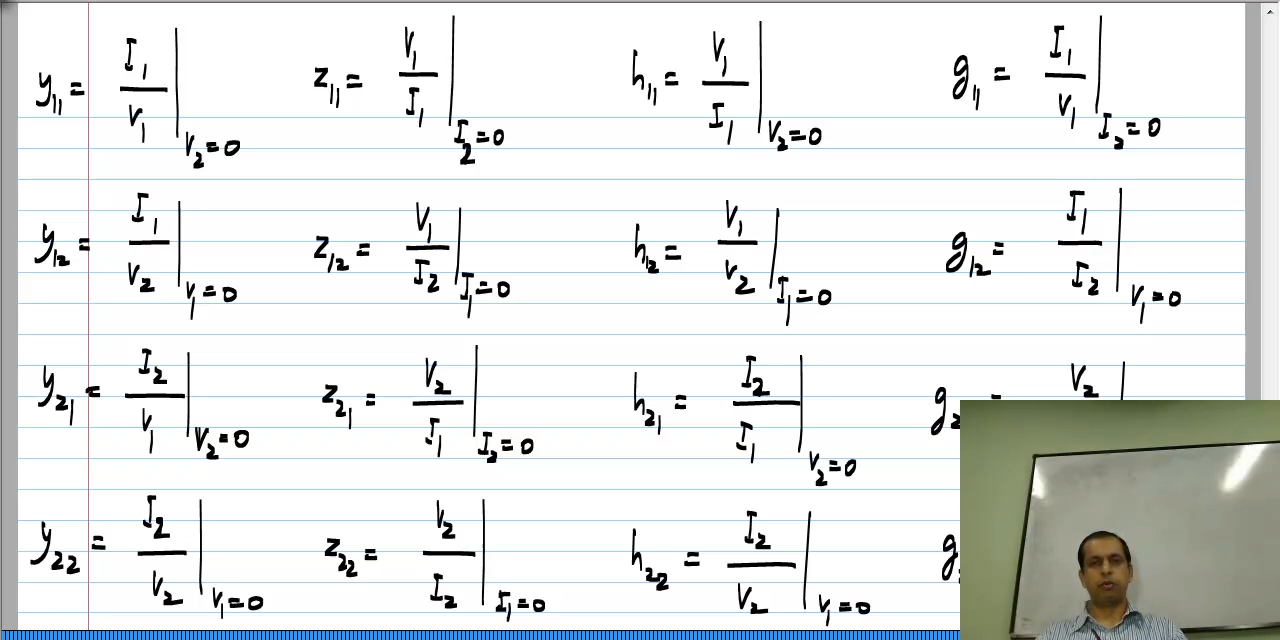 y₁₁ = I₁/V₁ |V₂=0 z₁₁ = V₁/I₁ |I₂=0 h₁₁ = V₁/I₁ |V₂=0 g₁₁ = I₁/V₁ |I₂=0
y₁₂ = I₁/V₂ |V₁=0 z₁₂ = V₁/I₂ |I₁=0 h₁₂ = V₁/V₂ |I₁=0 g₁₂ = I₁/I₂ |V₁=0
y₂₁ = I₂/V₁ |V₂=0 z₂₁ = V₂/I₁ |I₂=0 h₂₁ = I₂/I₁ |V₂=0 g₂ = V₂
y₂₂ = I₂/V₂ |V₁=0 z₂₂ = V₂/I₂ |I₁=0 h₂₂ = I₂/V₂ |V₁=0 g